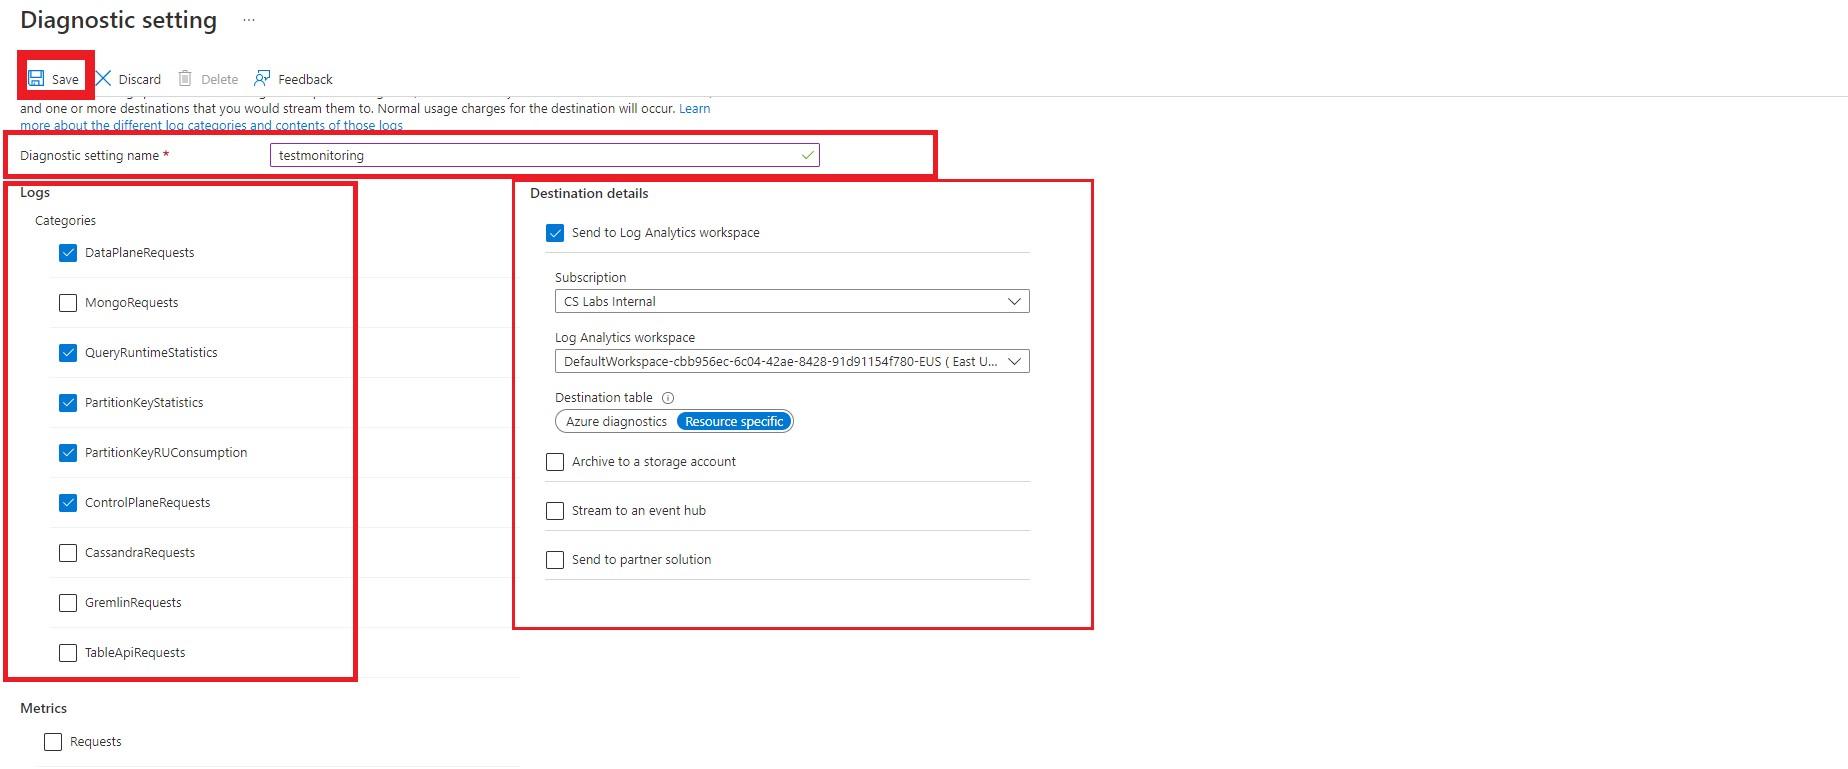 Diagnostic setting ...
Save Discard Delete Feedback
and one or more destinations that you would stream them to. Normal usage charges for the destination will occur. Learn
more about the different log categories and contents of those logs
Diagnostic setting name * testmonitoring
Logs
Categories
DataPlaneRequests
MongoRequests
QueryRuntimeStatistics
PartitionKeyStatistics
PartitionKeyRUConsumption
ControlPlaneRequests
CassandraRequests
GremlinRequests
TableApiRequests
Metrics
Requests
Destination details
Send to Log Analytics workspace
Subscription
CS Labs Internal
Log Analytics workspace
DefaultWorkspace-cbb956ec-6c04-42ae-8428-91d91154f780-EUS ( East U...
Destination table
Azure diagnostics Resource specific
Archive to a storage account
Stream to an event hub
Send to partner solution